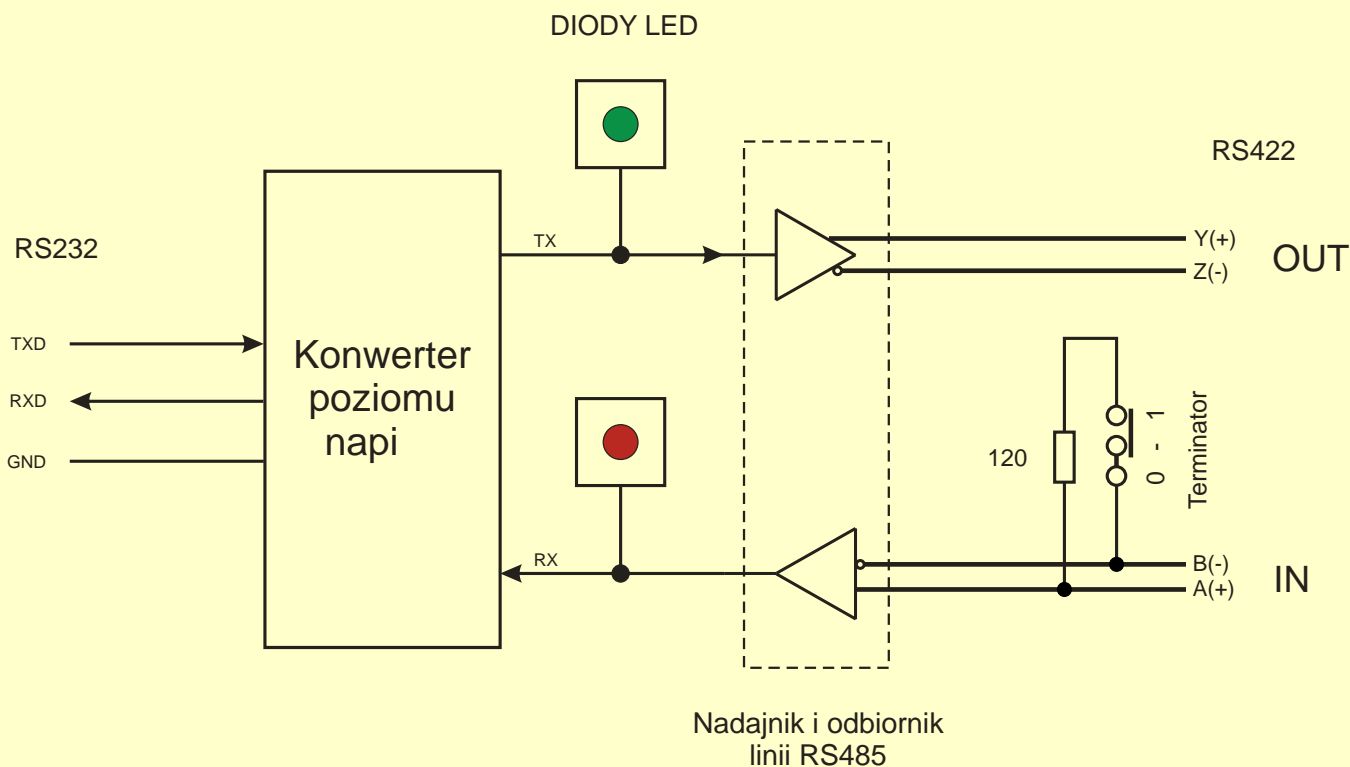 DIODY LED
RS422
RS232
TX
Y(+)
Z(-)
OUT
TXD
RXD
GND
Konwerter
poziomu
napi
120
0 - 1
Terminator
RX
B(-)
A(+)
IN
Nadajnik i odbiornik
linii RS485